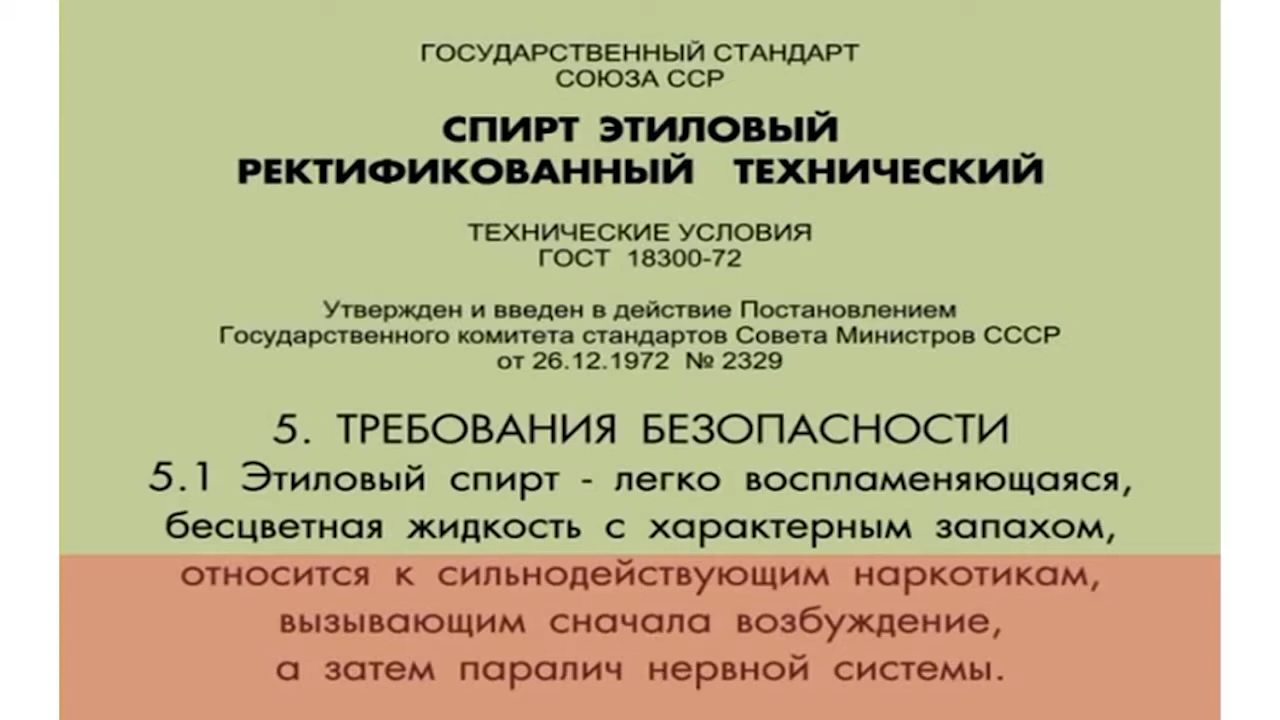 ГОСУДАРСТВЕННЫЙ СТАНДАРТ
СОЮЗА ССР
СПИРТ ЭТИЛОВЫЙ
РЕКТИФИКОВАННЫЙ ТЕХНИЧЕСКИЙ
ТЕХНИЧЕСКИЕ УСЛОВИЯ
ГОСТ 18300-72
Утвержден и введен в действие Постановлением
Государственного комитета стандартов Совета Министров СССР
от 26.12.1972 № 2329
5. ТРЕБОВАНИЯ БЕЗОПАСНОСТИ
5.1 Этиловый спирт - легко воспламеняющаяся,
бесцветная жидкость с характерным запахом,
относится к сильнодействующим наркотикам,
вызывающим сначала возбуждение,
а затем паралич нервной системы.